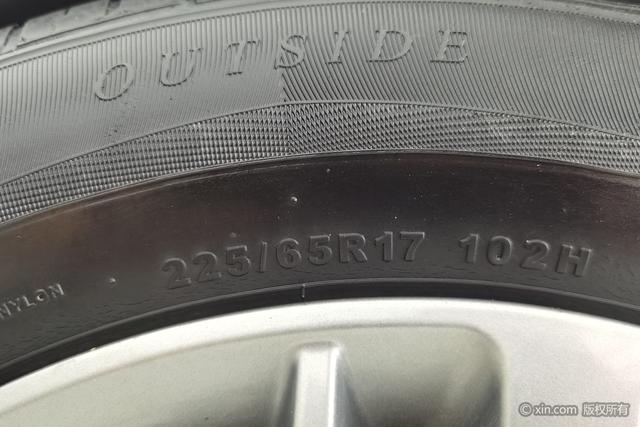 OUTSIDE
225/65R17 102H
NYLON
© xin.com 版权所有